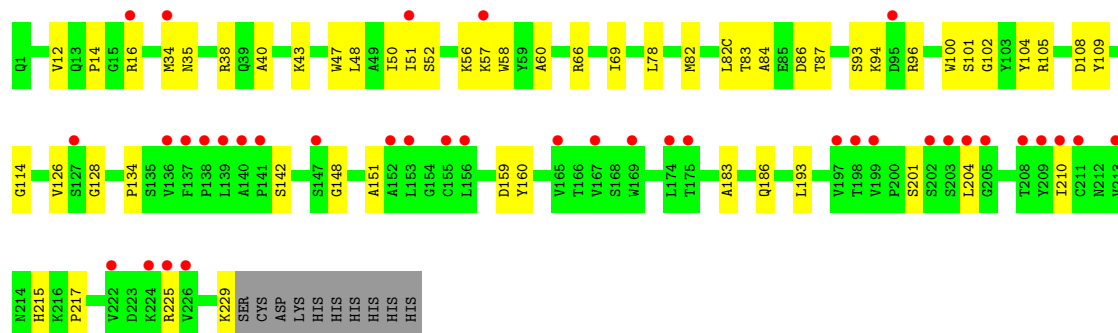 Q1 V12 Q13 P14 G15 R16 M34 N35 R38 Q39 A40 K43 W47 L48 A49 I50 I51 S52 K56 K57 W58 Y59 A60 R66 I69 L78 M82 L82C T83 A84 E85 D86 T87 S93 K94 D95 R96 W100 S101 G102 Y103 Y104 R105 D108 Y109
G114 V126 S127 G128 P134 S135 V136 F137 P138 L139 A140 P141 S142 S147 G148 A151 A152 L153 G154 C155 L156 D159 Y160 V165 T166 V167 S168 W169 L174 T175 A183 Q186 L193 V197 T198 V199 P200 S201 S202 S203 L204 G205 T208 Y209 I210 C211 N212
N214 H215 K216 P217 V222 D223 K224 R225 V226 K229 SER CYS ASP LYS HIS HIS HIS HIS HIS HIS